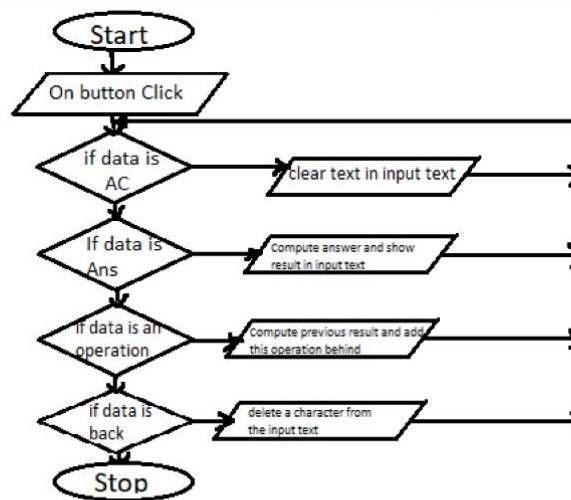 Start
On button Click
if data is
AC
clear text in input text
If data is
Ans
Compute answer and show
result in input text
If data is an
operation
Compute previous result and add
this operation behind
if data is
back
delete a character from
the input text
Stop